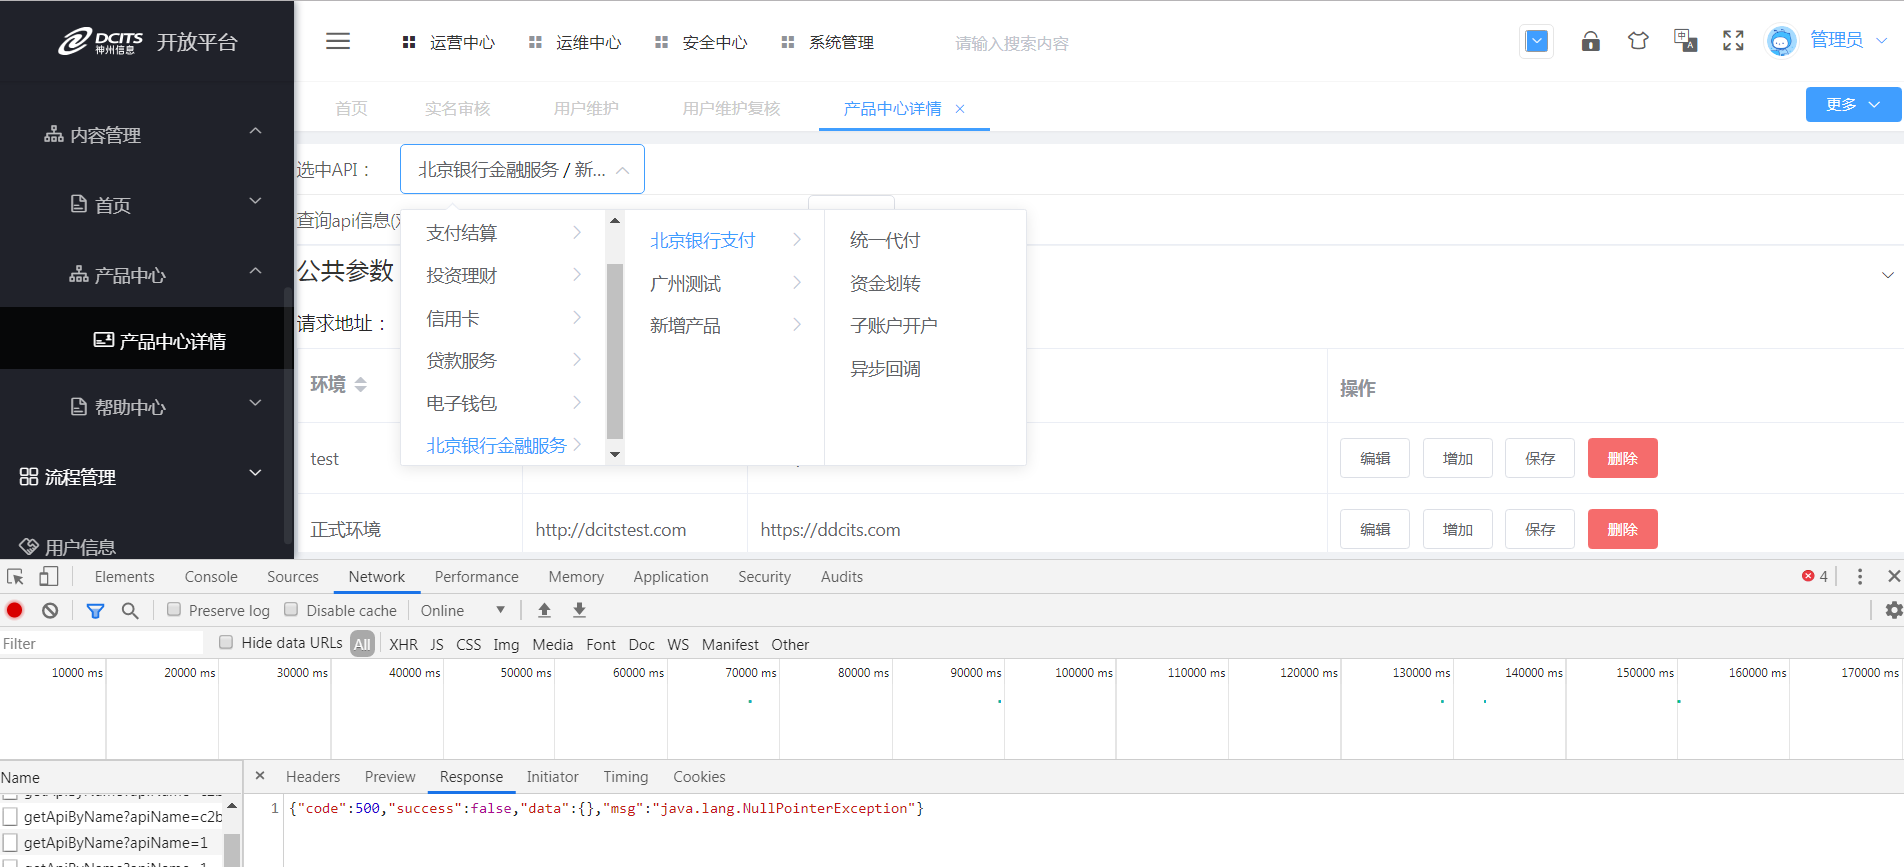 DCITS
神州信息
开放平台
运营中心
运维中心
安全中心
系统管理
请输入搜索内容
管理员
首页
实名审核
用户维护
用户维护复核
产品中心详情
更多
内容管理
首页
产品中心
产品中心详情
帮助中心
流程管理
用户信息
选中API：
北京银行金融服务 / 新...
查询api信息(
公共参数
请求地址：
支付结算
投资理财
信用卡
贷款服务
电子钱包
北京银行金融服务
北京银行支付
广州测试
新增产品
统一代付
资金划转
子账户开户
异步回调
环境
操作
test
编辑
增加
保存
删除
正式环境
http://dcitstest.com
https://ddcits.com
编辑
增加
保存
删除
Elements
Console
Sources
Network
Performance
Memory
Application
Security
Audits
4
Preserve log
Disable cache
Online
Filter
Hide data URLs
All
XHR
JS
CSS
Img
Media
Font
Doc
WS
Manifest
Other
10000 ms
20000 ms
30000 ms
40000 ms
50000 ms
60000 ms
70000 ms
80000 ms
90000 ms
100000 ms
110000 ms
120000 ms
130000 ms
140000 ms
150000 ms
160000 ms
170000 ms
Name
Headers
Preview
Response
Initiator
Timing
Cookies
getApiByName?apiName=c2b
getApiByName?apiName=1
1
{"code":500,"success":false,"data":{},"msg":"java.lang.NullPointerException"}